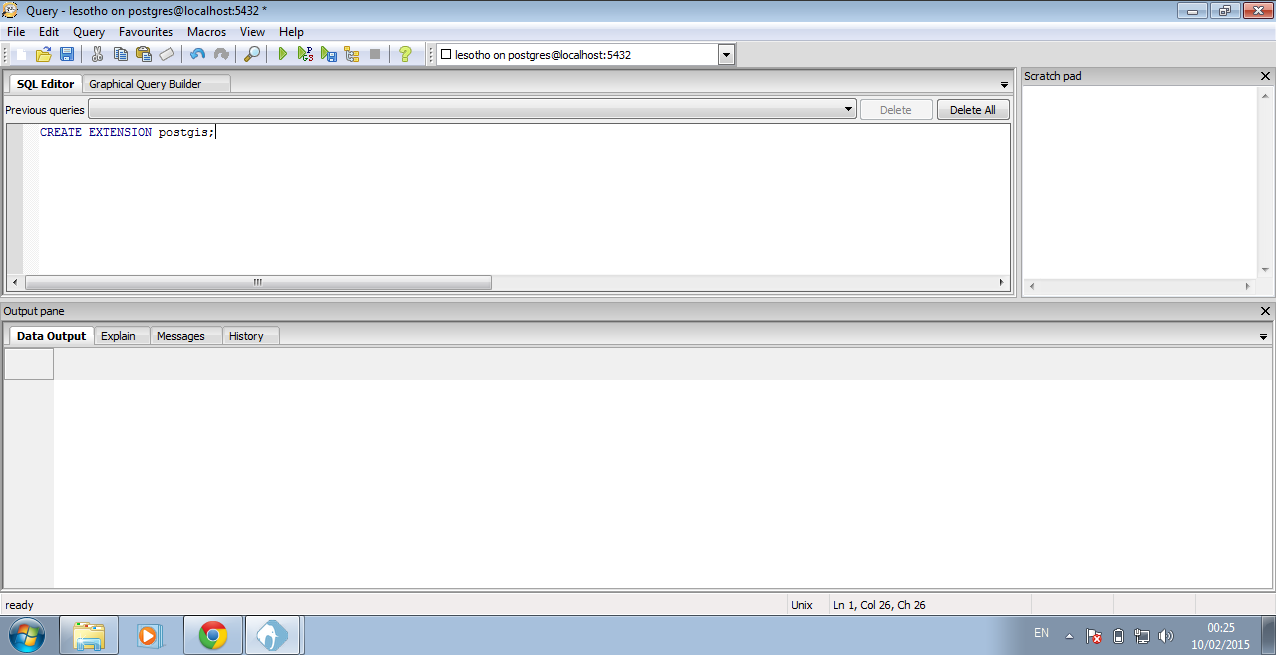 Query - lesotho on postgres@localhost:5432 *
File Edit Query Favourites Macros View Help
lesotho on postgres@localhost:5432
SQL Editor Graphical Query Builder
Scratch pad
Previous queries Delete Delete All
CREATE EXTENSION postgis;
Output pane
Data Output Explain Messages History
ready Unix Ln 1, Col 26, Ch 26
EN 00:25
10/02/2015